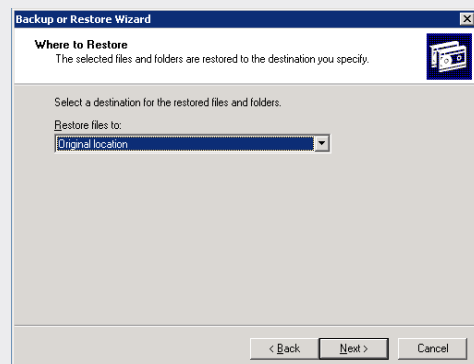 Backup or Restore Wizard
Where to Restore
The selected files and folders are restored to the destination you specify.
Select a destination for the restored files and folders.
Restore files to:
Original location
< Back
Next >
Cancel